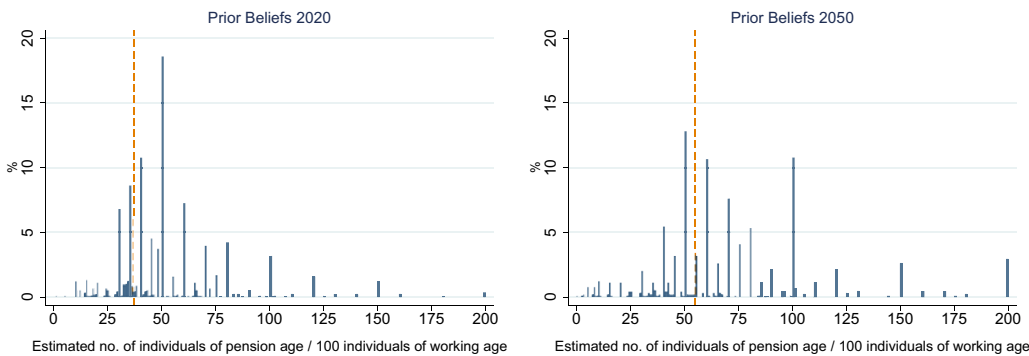 Prior Beliefs 2020
20
15
10
5
0
%
0 25 50 75 100 125 150 175 200
Estimated no. of individuals of pension age / 100 individuals of working age
Prior Beliefs 2050
20
15
10
5
0
%
0 25 50 75 100 125 150 175 200
Estimated no. of individuals of pension age / 100 individuals of working age